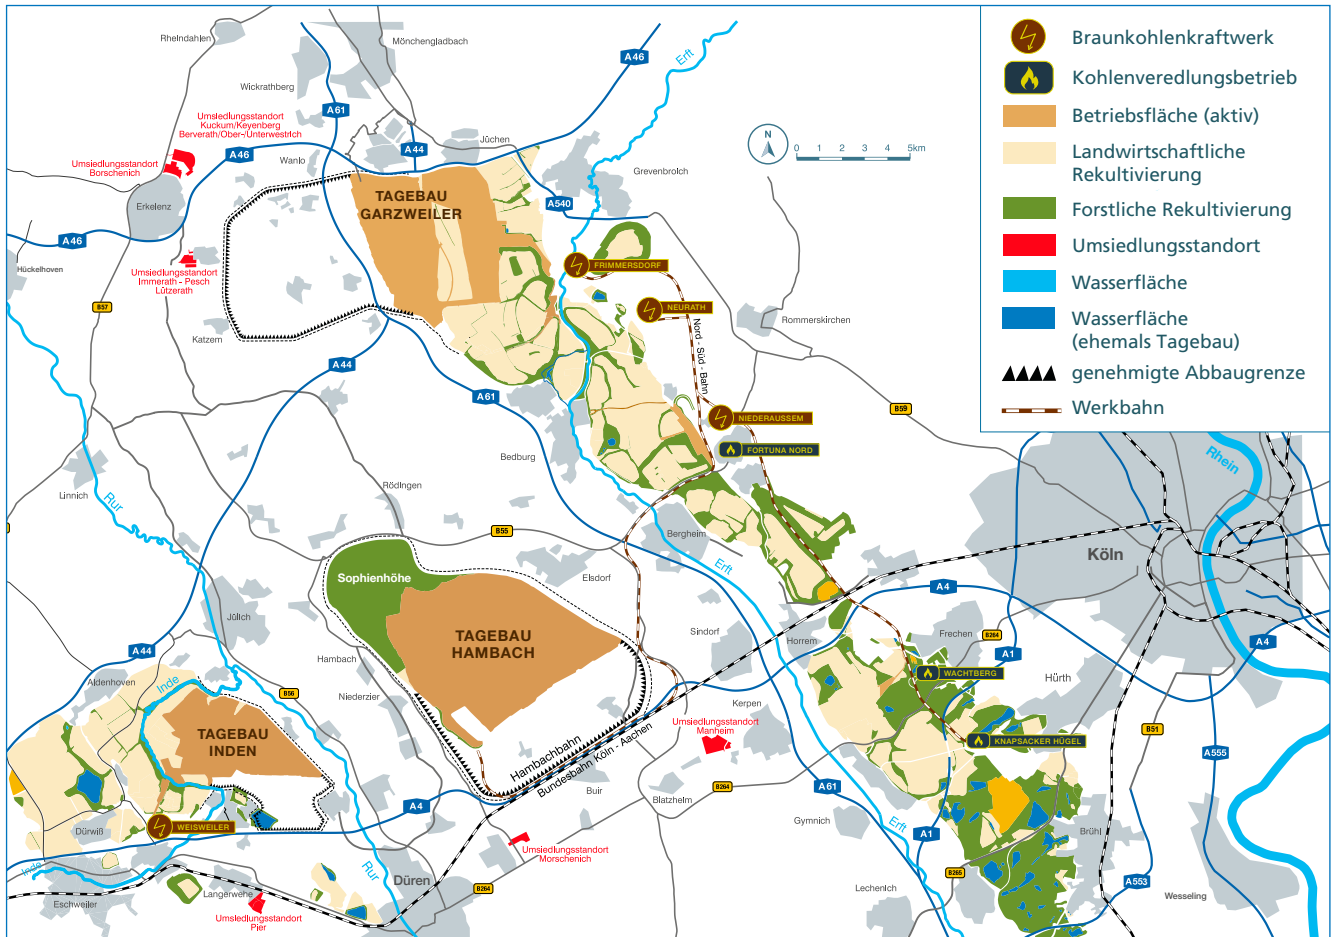 Braunkohlenkraftwerk
Kohlenveredlungsbetrieb
Betriebsfläche (aktiv)
Landwirtschaftliche
Rekultivierung
Forstliche Rekultivierung
Umsiedlungsstandort
Wasserfläche
Wasserfläche
(ehemals Tagebau)
genehmigte Abbaugrenze
Werkbahn
N
0 1 2 3 4 5km
Rheindahlen
Mönchengladbach
Wickrathberg
A46
Erft
A61
Umsiedlungsstandort
Kuckum/Keyenberg
Berverath/Ober-/Unterwestrich
Umsiedlungsstandort
Borschenich
A46
Wanlo
A44
Jüchen
Grevenbroich
Erkelenz
TAGEBAU
GARZWEILER
A540
A46
Hückelhoven
Umsiedlungsstandort
Immerath - Pesch
Lützerath
FRIMMERSDORF
B57
NEURATH
Rommerskirchen
Katzem
Nord - Süd - Bahn
A44
A61
B59
NIEDERAUSSEM
FORTUNA NORD
Bedburg
Rhein
Linnich
Rur
Rödingen
B55
Bergheim
Köln
Erft
Sophienhöhe
Elsdorf
A4
Jülich
TAGEBAU
HAMBACH
Sindorf
Horrem
Frechen
B264
A4
A44
Hambach
A1
Aldenhoven
Inde
B56
Niederzier
WACHTBERG
Hürth
Kerpen
Umsiedlungsstandort
Manheim
B51
TAGEBAU
INDEN
Hambachbahn
Bundesbahn Köln - Aachen
KNAPSACKER HÜGEL
A555
Buir
B264
A61
Blatzheim
A4
Gymnich
Erft
A1
Dürwiß
WEISWEILER
Brühl
Umsiedlungsstandort
Morschenich
Inde
Rur
B265
A553
Düren
B264
Lechenich
Wesseling
Eschweiler
Langerwehe
Umsiedlungsstandort
Pier